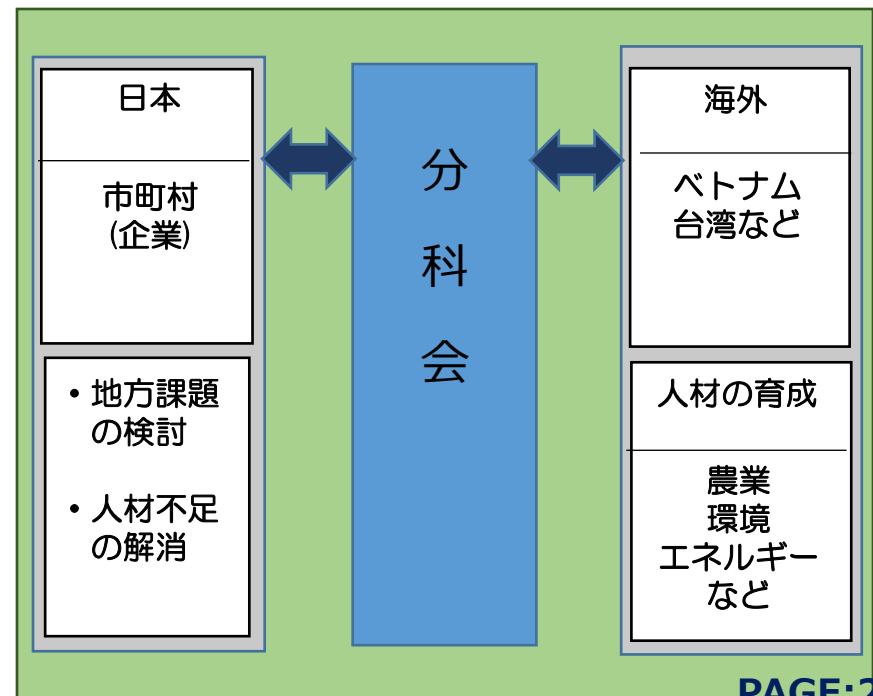 日本
市町村
(企業)
・地方課題
の検討
・人材不足
の解消
分
科
会
海外
ベトナム
台湾など
人材の育成
農業
環境
エネルギー
など
PAGE:2